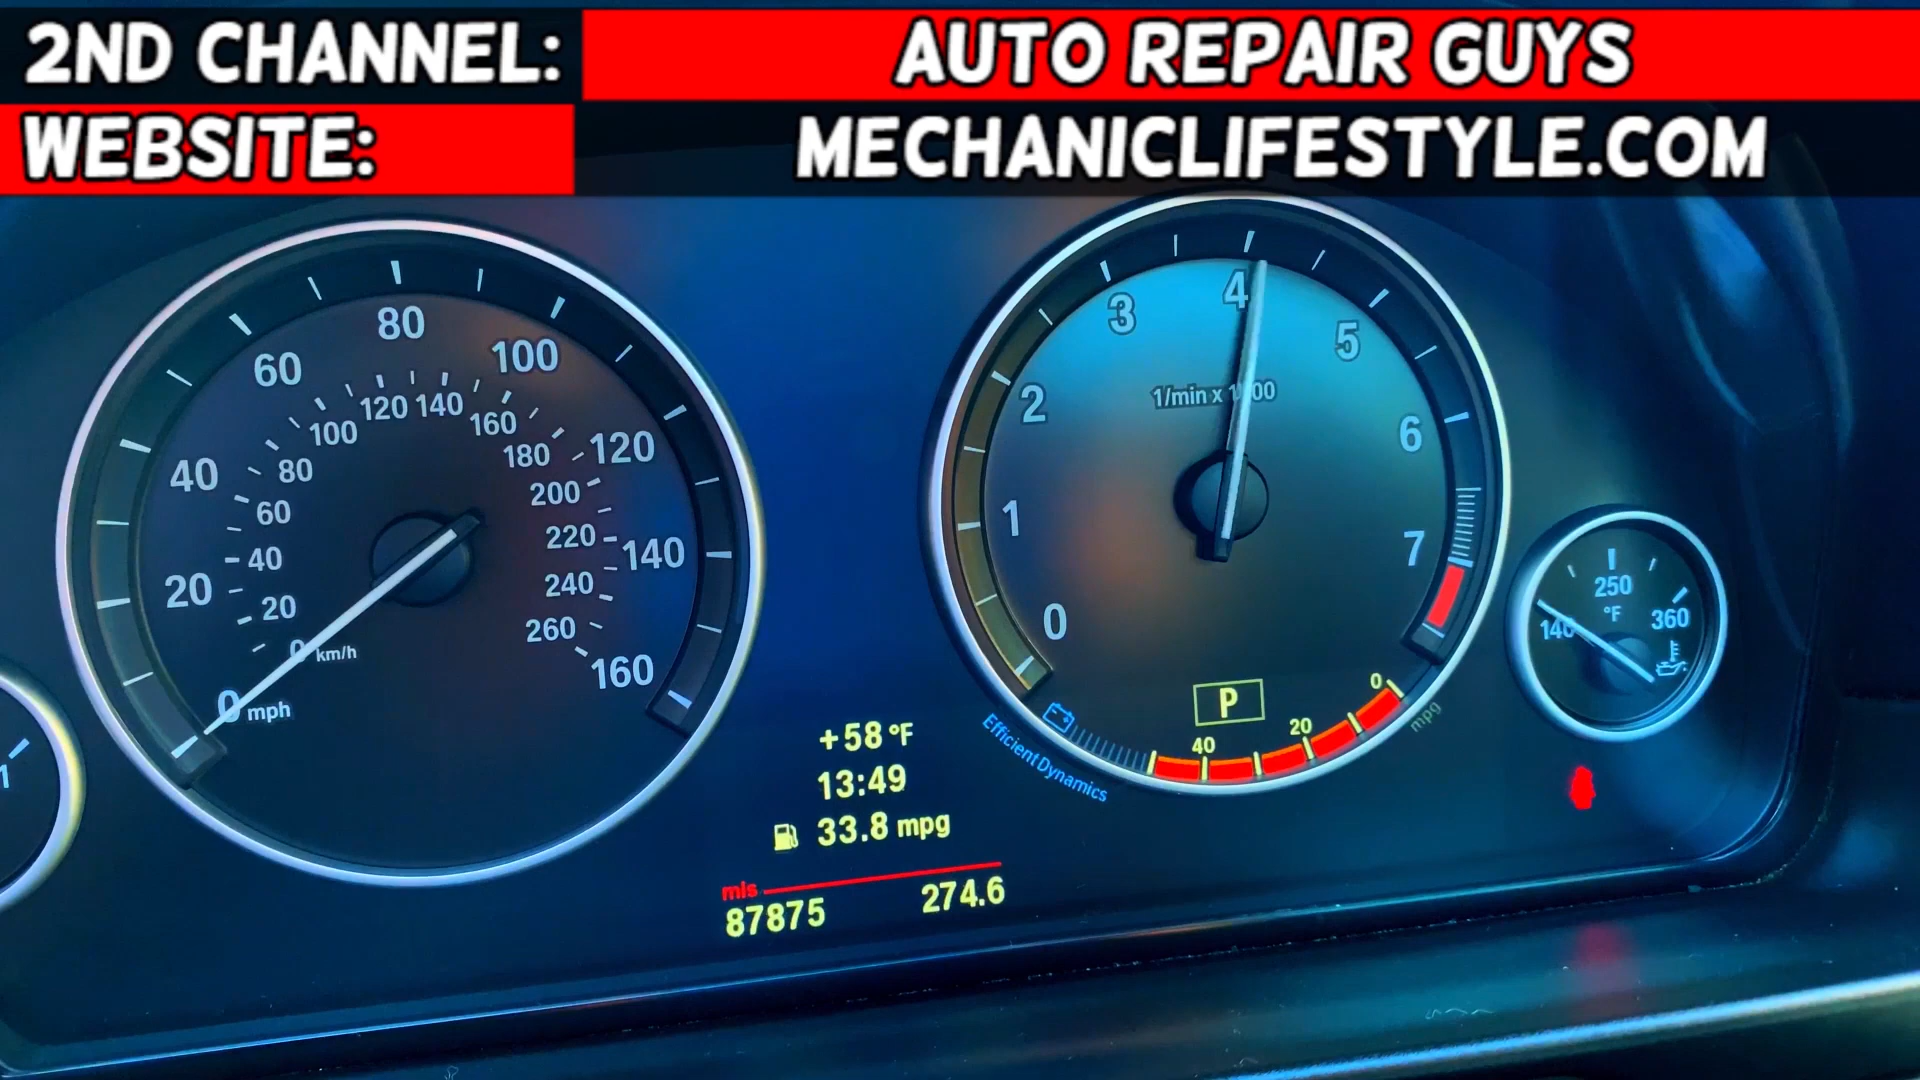 2ND CHANNEL: AUTO REPAIR GUYS
WEBSITE: MECHANICLIFESTYLE.COM
0 20 40 60 80 100 120 140 160
mph
0 20 40 60 80 100 120 140 160 180 200 220 240 260
km/h
0 1 2 3 4 5 6 7
1/min x 1000
P
40 20 0
mpg
EfficientDynamics
140 250 360
°F
+58 °F
13:49
33.8 mpg
mls
87875 274.6
1